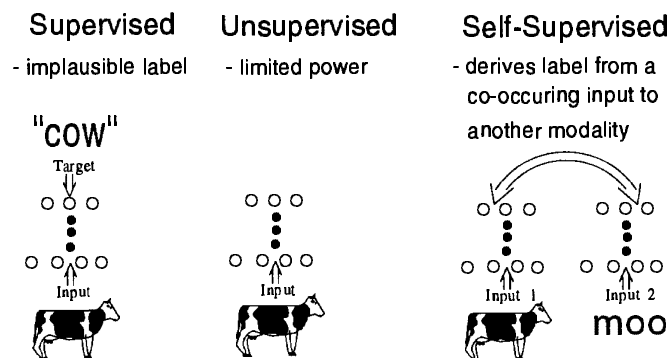 Supervised
- implausible label
"COW"
Target
Input
Unsupervised
- limited power
Input
Self-Supervised
- derives label from a
co-occuring input to
another modality
Input 1
Input 2
moo